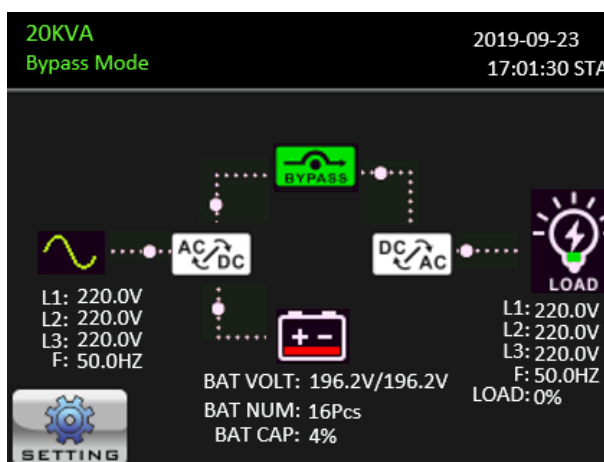 20KVA
2019-09-23
Bypass Mode
17:01:30 STA
BYPASS
AC
DC
DC
AC
LOAD
L1: 220.0V
L2: 220.0V
L3: 220.0V
F: 50.0HZ
L1: 220.0V
L2: 220.0V
L3: 220.0V
F: 50.0HZ
LOAD: 0%
BAT VOLT: 196.2V/196.2V
BAT NUM: 16Pcs
BAT CAP: 4%
SETTING